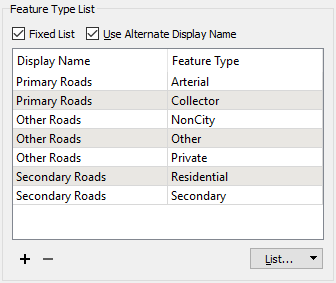 Feature Type List
Fixed List Use Alternate Display Name
Display Name Feature Type
Primary Roads Arterial
Primary Roads Collector
Other Roads NonCity
Other Roads Other
Other Roads Private
Secondary Roads Residential
Secondary Roads Secondary
List...